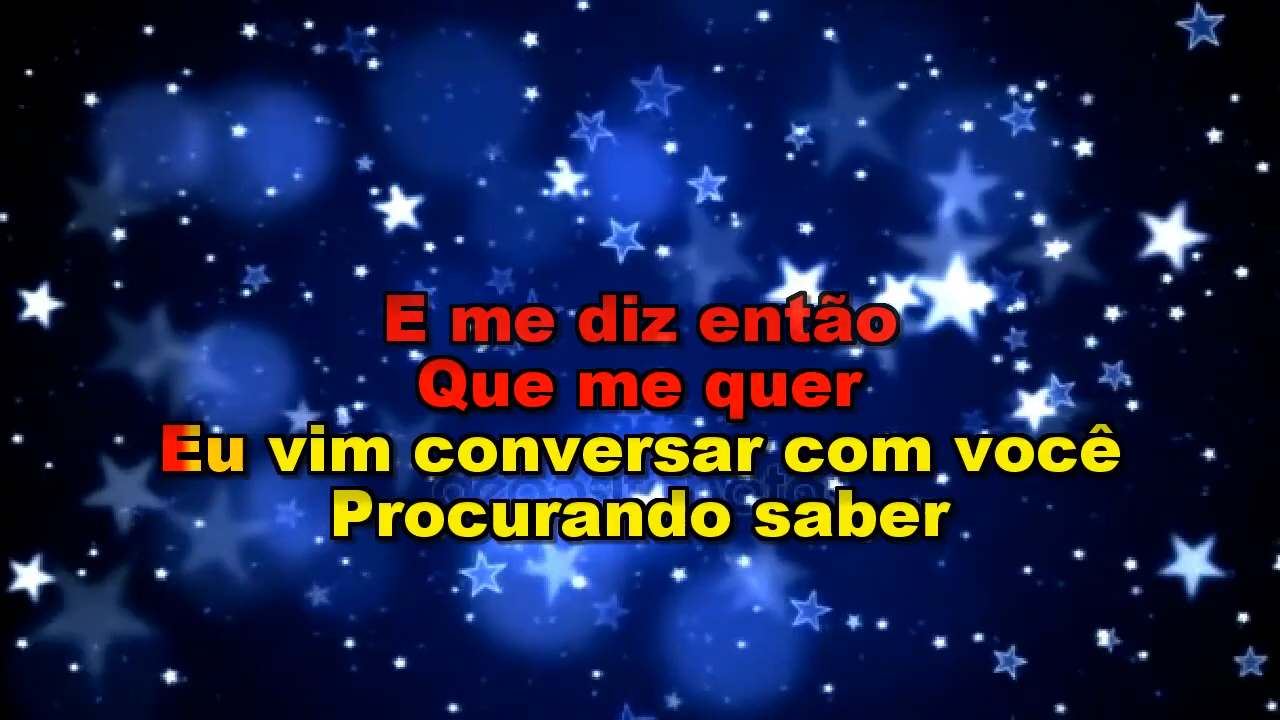 E me diz então
Que me quer
Eu vim conversar com você
Procurando saber